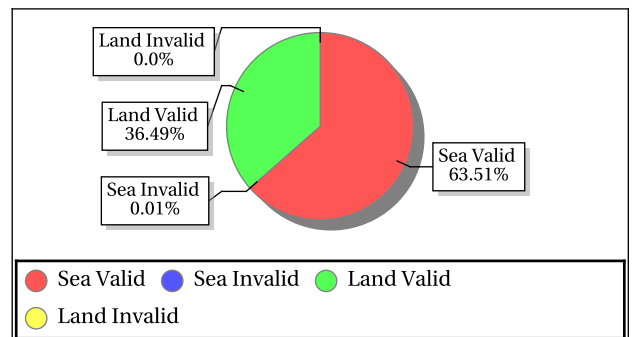 Land Invalid
0.0%
Land Valid
36.49%
Sea Invalid
0.01%
Sea Valid
63.51%
Sea Valid Sea Invalid Land Valid
Land Invalid